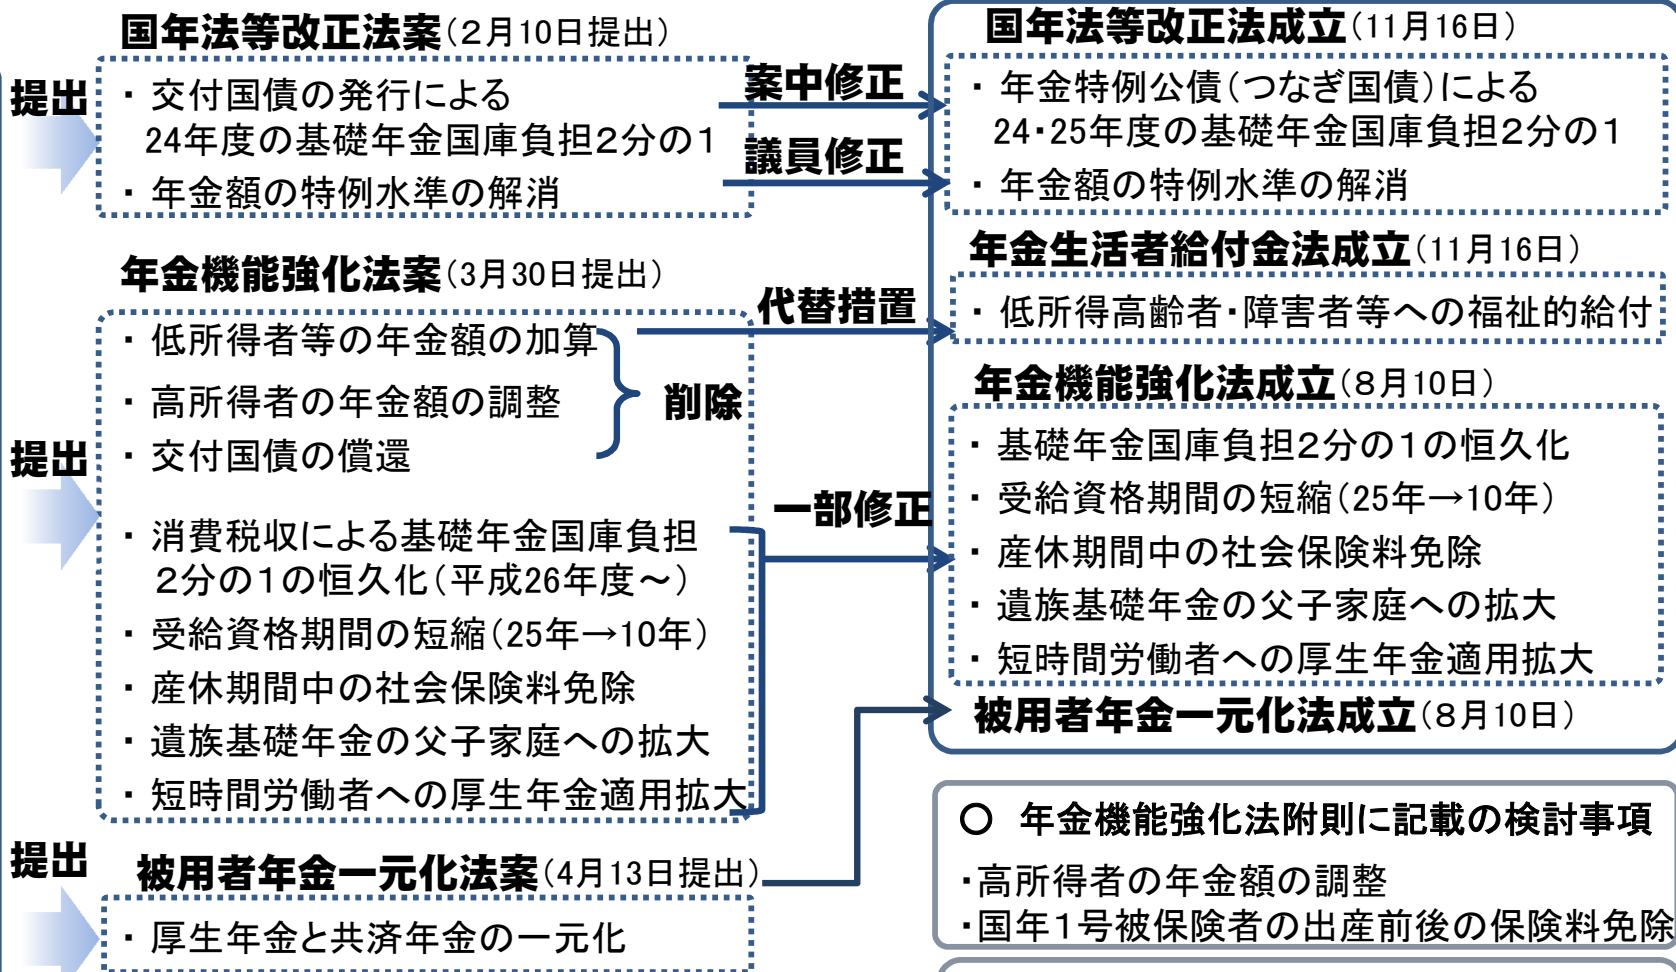 国年法等改正法案（２月10日提出）
提出
・ 交付国債の発行による
24年度の基礎年金国庫負担２分の１
・ 年金額の特例水準の解消
案中修正
議員修正
国年法等改正法成立（11月16日）
・ 年金特例公債（つなぎ国債）による
24・25年度の基礎年金国庫負担２分の１
・ 年金額の特例水準の解消
年金生活者給付金法成立（11月16日）
・ 低所得高齢者・障害者等への福祉的給付
年金機能強化法案（3月30日提出）
提出
・ 低所得者等の年金額の加算
・ 高所得者の年金額の調整
・ 交付国債の償還
削除
代替措置
・ 消費税収による基礎年金国庫負担
２分の１の恒久化（平成26年度～）
・ 受給資格期間の短縮（25年→10年）
・ 産休期間中の社会保険料免除
・ 遺族基礎年金の父子家庭への拡大
・ 短時間労働者への厚生年金適用拡大
一部修正
年金機能強化法成立（８月10日）
・ 基礎年金国庫負担２分の１の恒久化
・ 受給資格期間の短縮（25年→10年）
・ 産休期間中の社会保険料免除
・ 遺族基礎年金の父子家庭への拡大
・ 短時間労働者への厚生年金適用拡大
被用者年金一元化法成立（８月10日）
提出
被用者年金一元化法案（4月13日提出）
・ 厚生年金と共済年金の一元化
○ 年金機能強化法附則に記載の検討事項
・高所得者の年金額の調整
・国年１号被保険者の出産前後の保険料免除